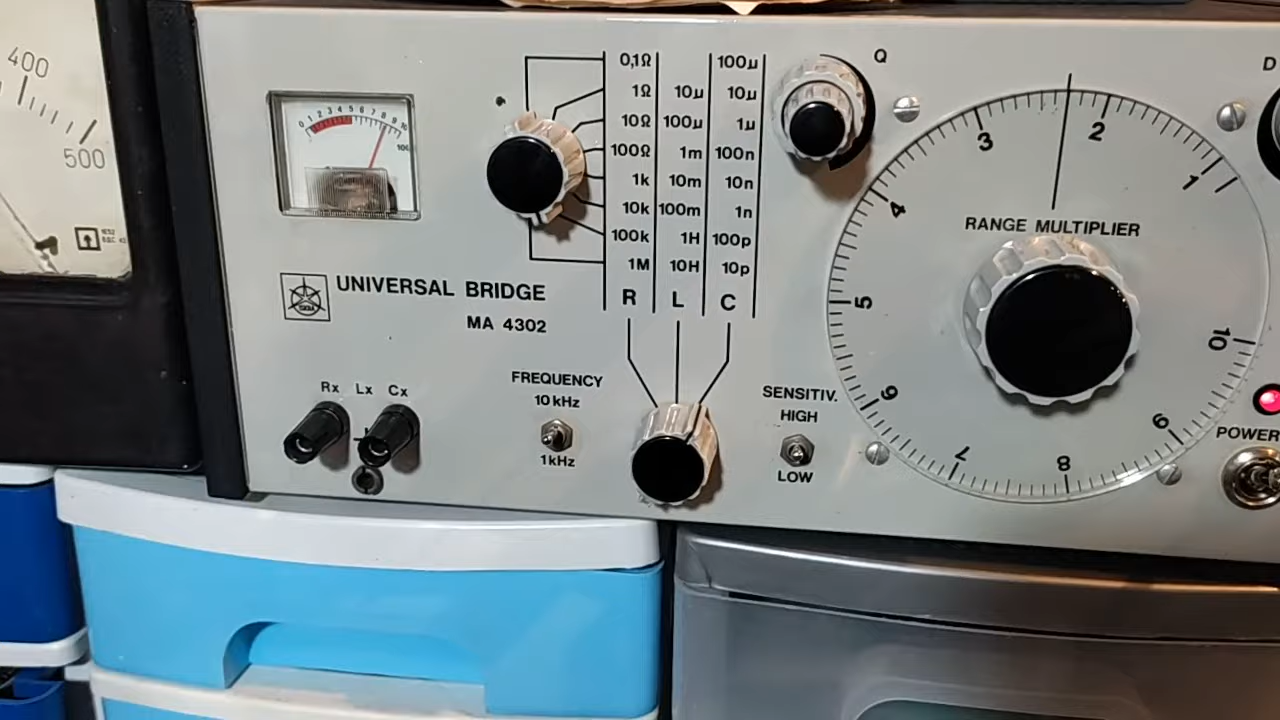 400
500
0 1 2 3 4 5 6 7 8 9 10
100
UNIVERSAL BRIDGE
MA 4302
Rx Lx Cx
FREQUENCY
10 kHz
1kHz
0,1Ω 100µ
1Ω 10µ 10µ
10Ω 100µ 1µ
100Ω 1m 100n
1k 10m 10n
10k 100m 1n
100k 1H 100p
1M 10H 10p
R L C
SENSITIV.
HIGH
LOW
Q
D
RANGE MULTIPLIER
1
2
3
4
5
6
7
8
9
10
POWER